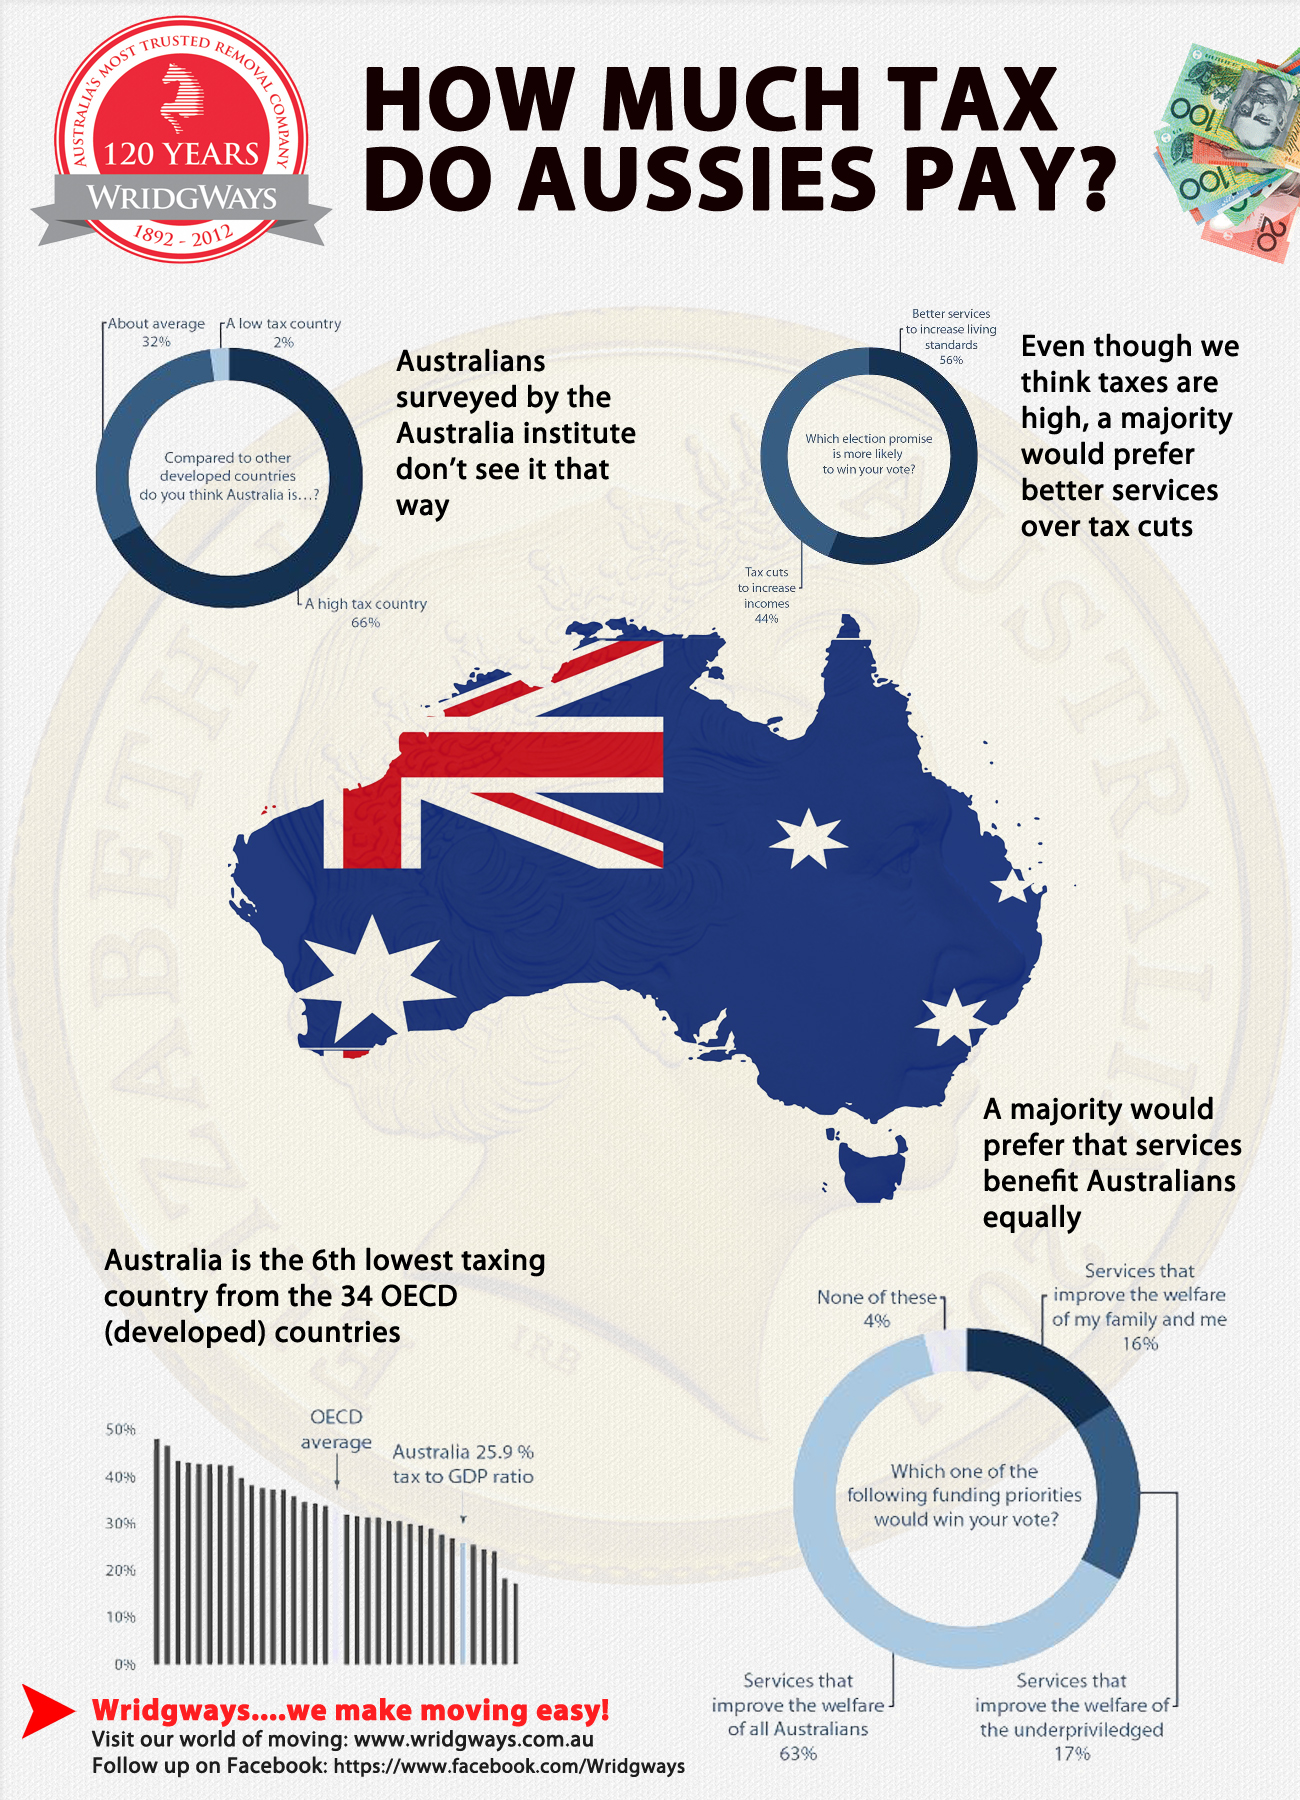 AUSTRALIA'S MOST TRUSTED REMOVAL COMPANY
120 YEARS
WRIDGWAYS
1892 - 2012
HOW MUCH TAX
DO AUSSIES PAY?
100
100
20
About average
32%
A low tax country
2%
Compared to other
developed countries
do you think Australia is...?
A high tax country
66%
Australians
surveyed by the
Australia institute
don't see it that
way
Better services
to increase living
standards
56%
Which election promise
is more likely
to win your vote?
Tax cuts
to increase
incomes
44%
Even though we
think taxes are
high, a majority
would prefer
better services
over tax cuts
A majority would
prefer that services
benefit Australians
equally
Australia is the 6th lowest taxing
country from the 34 OECD
(developed) countries
OECD
average
Australia 25.9 %
tax to GDP ratio
50%
40%
30%
20%
10%
0%
None of these
4%
Services that
improve the welfare
of my family and me
16%
Which one of the
following funding priorities
would win your vote?
Services that
improve the welfare
of all Australians
63%
Services that
improve the welfare of
the underpriviledged
17%
Wridgways....we make moving easy!
Visit our world of moving: www.wridgways.com.au
Follow up on Facebook: https://www.facebook.com/Wridgways